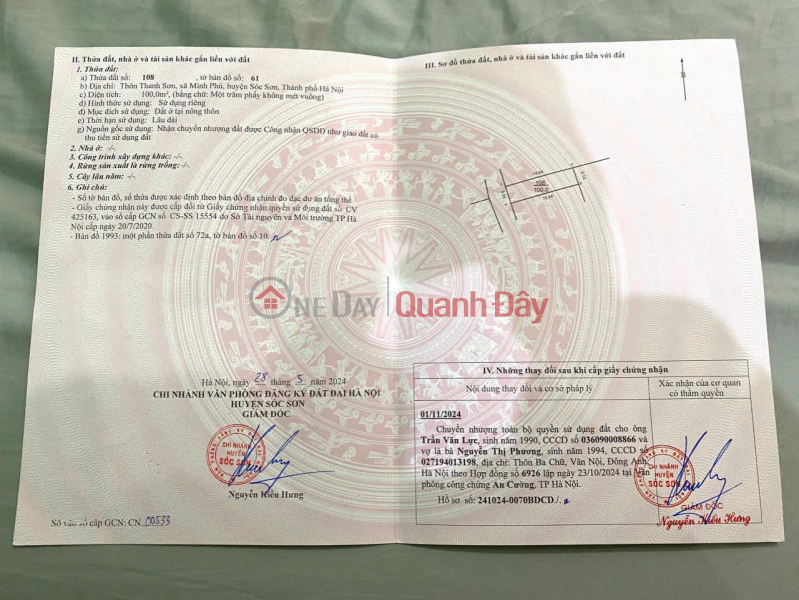 II. Thửa đất, nhà ở và tài sản khác gắn liền với đất
1. Thửa đất:
a) Thửa đất số: 108 , tờ bản đồ số: 61
b) Địa chỉ: Thôn Thanh Sơn, xã Minh Phú, huyện Sóc Sơn, Thành phố Hà Nội
c) Diện tích: 100,0m², (bằng chữ: Một trăm phẩy không mét vuông)
d) Hình thức sử dụng: Sử dụng riêng
đ) Mục đích sử dụng: Đất ở tại nông thôn
e) Thời hạn sử dụng: Lâu dài
g) Nguồn gốc sử dụng: Nhận chuyển nhượng đất được Công nhận QSDĐ như giao đất có
thu tiền sử dụng đất
2. Nhà ở: -/-
3. Công trình xây dựng khác: -/-
4. Rừng sản xuất là rừng trồng: -/-
5. Cây lâu năm: -/-
6. Ghi chú:
- Số tờ bản đồ, số thửa được xác định theo bản đồ địa chính đo đạc dự án tổng thể
- Giấy chứng nhận này được cấp đổi từ Giấy chứng nhận quyền sử dụng đất số CV
425163, vào sổ cấp GCN số CS-SS 15554 do Sở Tài nguyên và Môi trường TP Hà
Nội cấp ngày 20/7/2020.
- Bản đồ 1993: một phần thửa đất số 72a, tờ bản đồ số 10.
Hà Nội, ngày 28 tháng 5 năm 2024
CHI NHÁNH VĂN PHÒNG ĐĂNG KÝ ĐẤT ĐAI HÀ NỘI
HUYỆN SÓC SƠN
GIÁM ĐỐC
CHI NHÁNH
HUYỆN
SÓC SƠN
Nguyễn Kiều Hưng
Số vào sổ cấp GCN: CN 00533
III. Sơ đồ thửa đất, nhà ở và tài sản khác gắn liền với đất
108
100.0
ONEDAY Quanh Đây
IV. Những thay đổi sau khi cấp giấy chứng nhận
Nội dung thay đổi và cơ sở pháp lý
Xác nhận của cơ quan
có thẩm quyền
01/11/2024
Chuyển nhượng toàn bộ quyền sử dụng đất cho ông
Trần Văn Lực, sinh năm 1990, CCCD số 036090008866 và
vợ là bà Nguyễn Thị Phương, sinh năm 1994, CCCD số
027194013198, địa chỉ: Thôn Ba Chữ, Vân Nội, Đông Anh
Hà Nội theo Hợp đồng số 6926 lập ngày 23/10/2024 tại Văn
phòng công chứng An Cường, TP Hà Nội.
Hồ sơ số: 241024-0070BDCD./.
CHI NHÁNH
HUYỆN
SÓC SƠN
GIÁM ĐỐC
Nguyễn Kiều Hưng